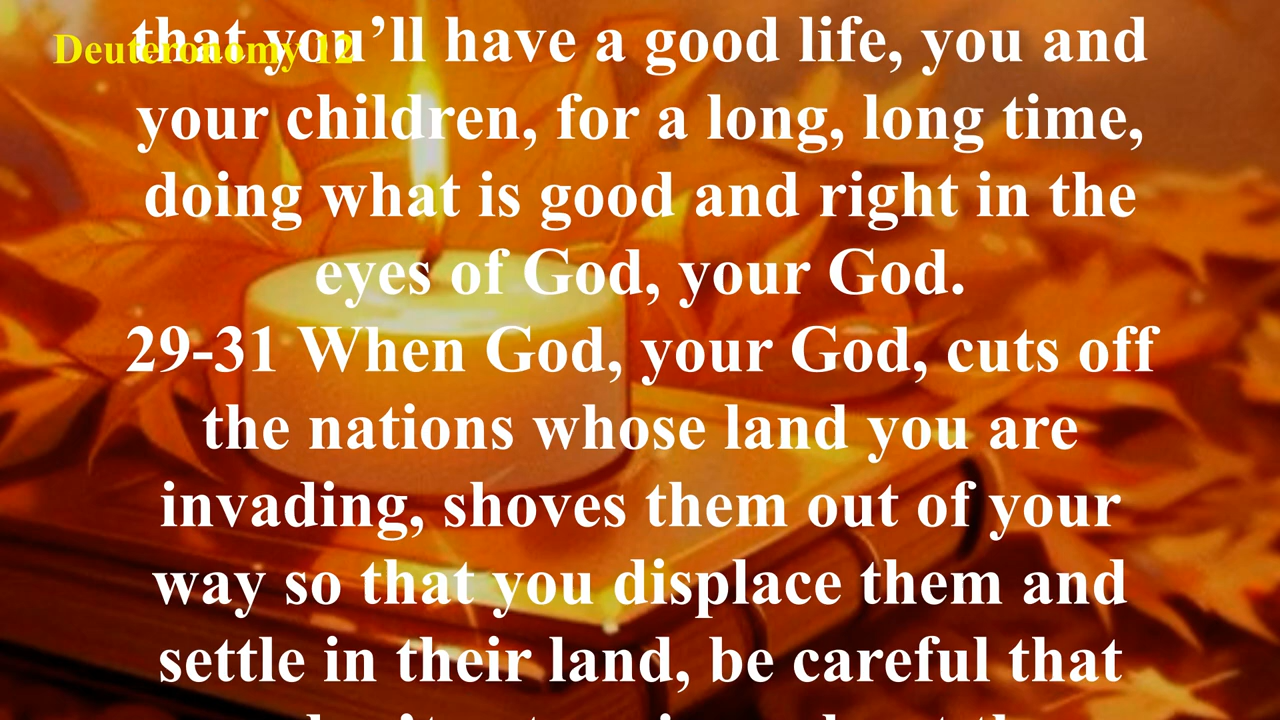 Deuteronomy 12
that you’ll have a good life, you and
your children, for a long, long time,
doing what is good and right in the
eyes of God, your God.
29-31 When God, your God, cuts off
the nations whose land you are
invading, shoves them out of your
way so that you displace them and
settle in their land, be careful that